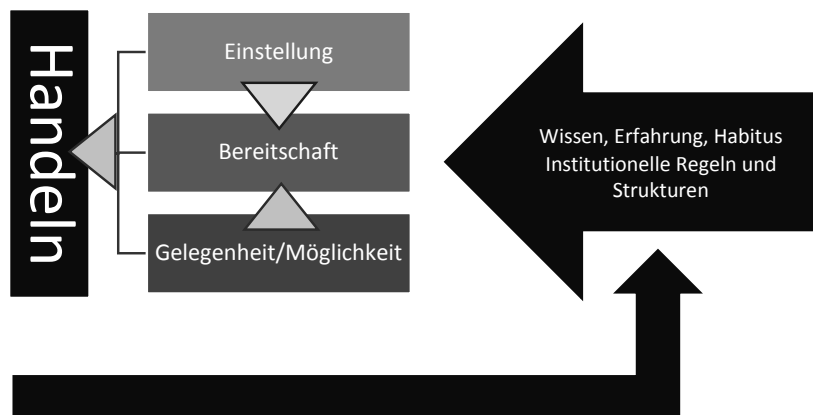 Handeln
Einstellung
Bereitschaft
Gelegenheit/Möglichkeit
Wissen, Erfahrung, Habitus
Institutionelle Regeln und
Strukturen